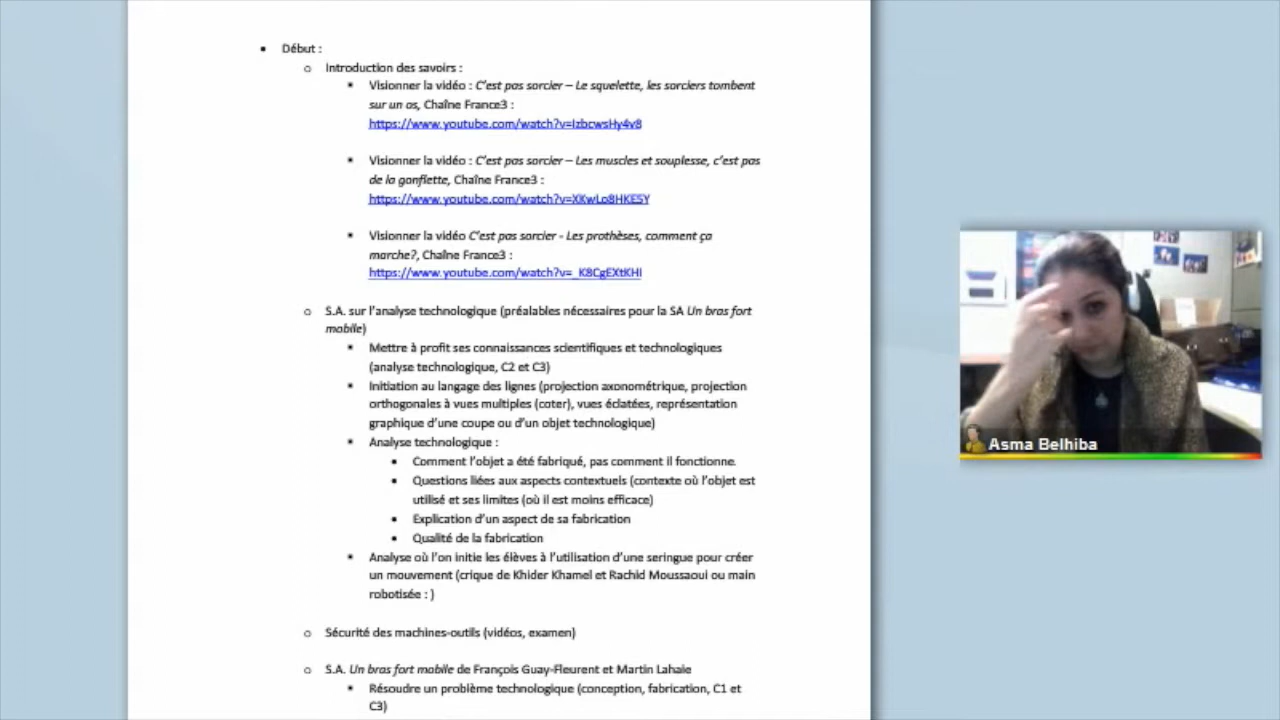 • Début :
o Introduction des savoirs :
▪ Visionner la vidéo : C'est pas sorcier – Le squelette, les sorciers tombent
sur un os, Chaîne France3 :
https://www.youtube.com/watch?v=IzbcwsHy4v8
▪ Visionner la vidéo : C'est pas sorcier – Les muscles et souplesse, c'est pas
de la gonflette, Chaîne France3 :
https://www.youtube.com/watch?v=XKwLo8HKE5Y
▪ Visionner la vidéo C'est pas sorcier - Les prothèses, comment ça
marche?, Chaîne France3 :
https://www.youtube.com/watch?v=_K8CgEXtKHI
o S.A. sur l'analyse technologique (préalables nécessaires pour la SA Un bras fort
mobile)
▪ Mettre à profit ses connaissances scientifiques et technologiques
(analyse technologique, C2 et C3)
▪ Initiation au langage des lignes (projection axonométrique, projection
orthogonales à vues multiples (coter), vues éclatées, représentation
graphique d'une coupe ou d'un objet technologique)
▪ Analyse technologique :
• Comment l'objet a été fabriqué, pas comment il fonctionne.
• Questions liées aux aspects contextuels (contexte où l'objet est
utilisé et ses limites (où il est moins efficace)
• Explication d'un aspect de sa fabrication
• Qualité de la fabrication
▪ Analyse où l'on initie les élèves à l'utilisation d'une seringue pour créer
un mouvement (crique de Khider Khamel et Rachid Moussaoui ou main
robotisée : )
o Sécurité des machines-outils (vidéos, examen)
o S.A. Un bras fort mobile de François Guay-Fleurent et Martin Lahaie
▪ Résoudre un problème technologique (conception, fabrication, C1 et
C3)
Asma Belhiba